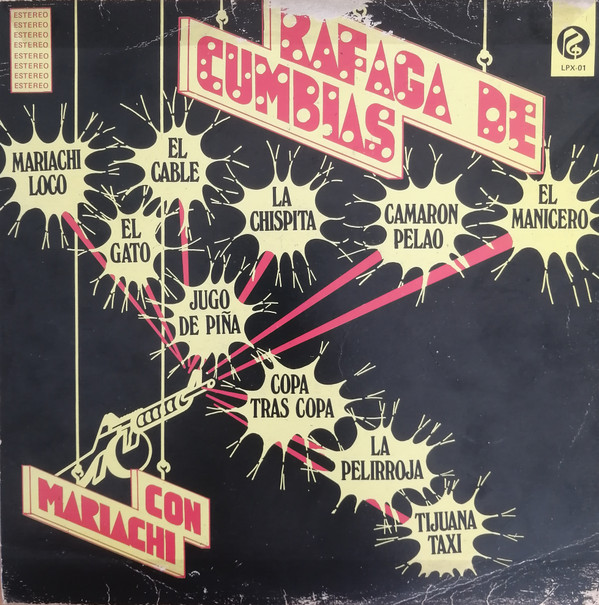 ESTEREO
ESTEREO
ESTEREO
ESTEREO
ESTEREO
ESTEREO
ESTEREO
ESTEREO
RAFAGA DE
CUMBIAS
LPX-01
MARIACHI
LOCO
EL
CABLE
EL
GATO
LA
CHISPITA
CAMARON
PELAO
EL
MANICERO
JUGO
DE PIÑA
COPA
TRAS COPA
LA
PELIRROJA
TIJUANA
TAXI
CON
MARIACHI